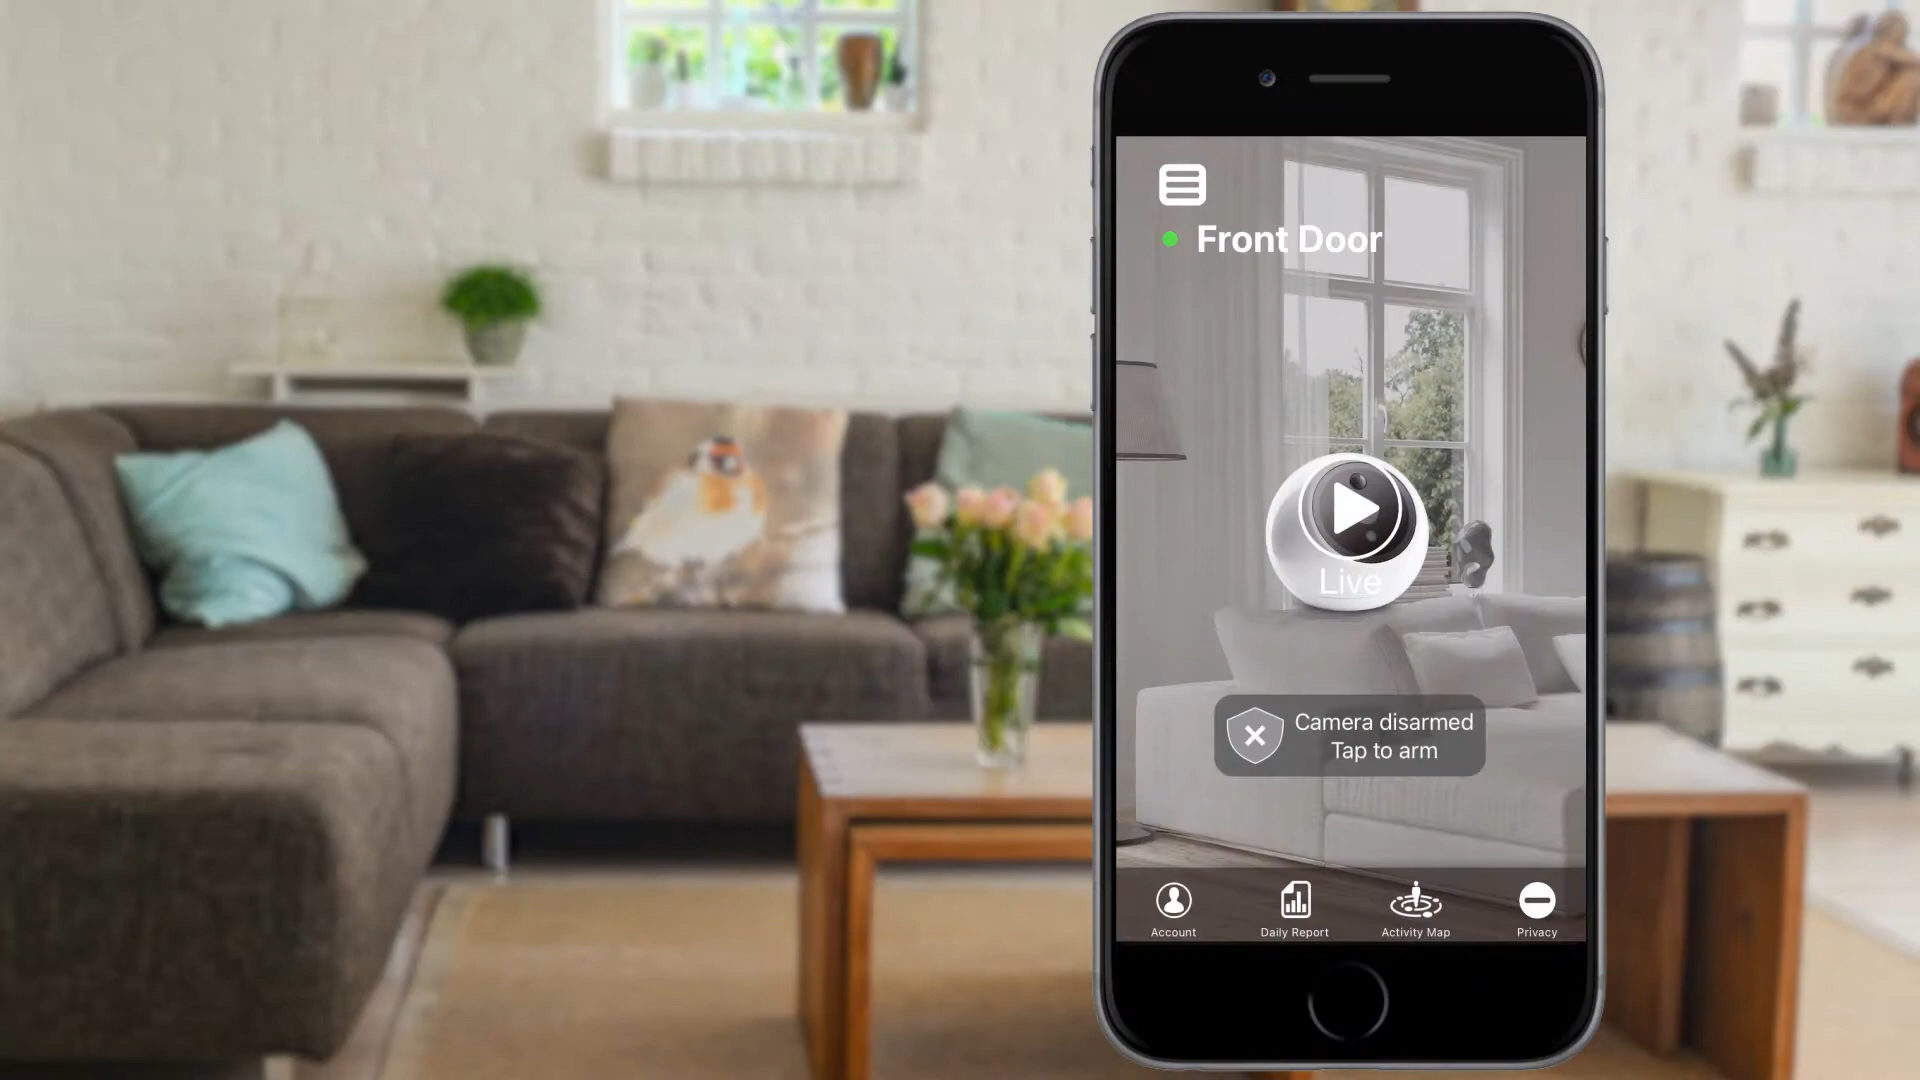 Front Door
Live
Camera disarmed
Tap to arm
Account
Daily Report
Activity Map
Privacy